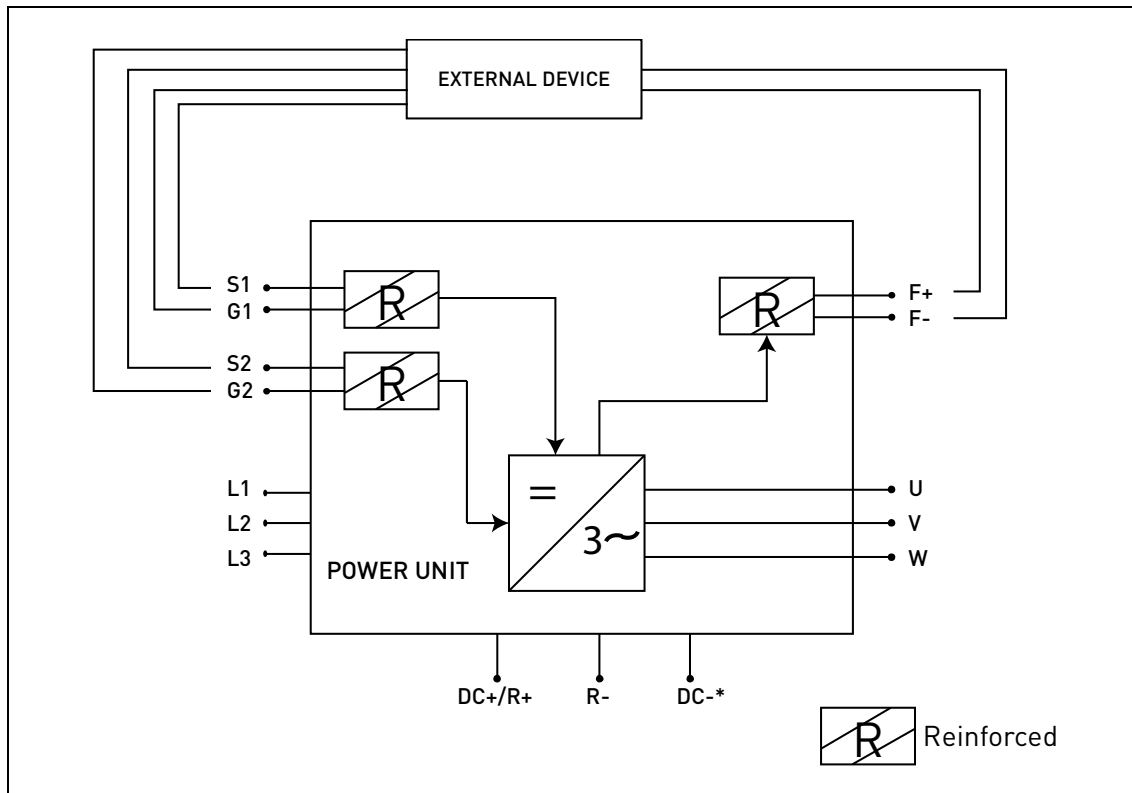 EXTERNAL DEVICE
S1
G1
S2
G2
R
R
R
F+
F-
L1
L2
L3
=
3~
U
V
W
POWER UNIT
DC+/R+
R-
DC-*
R
Reinforced